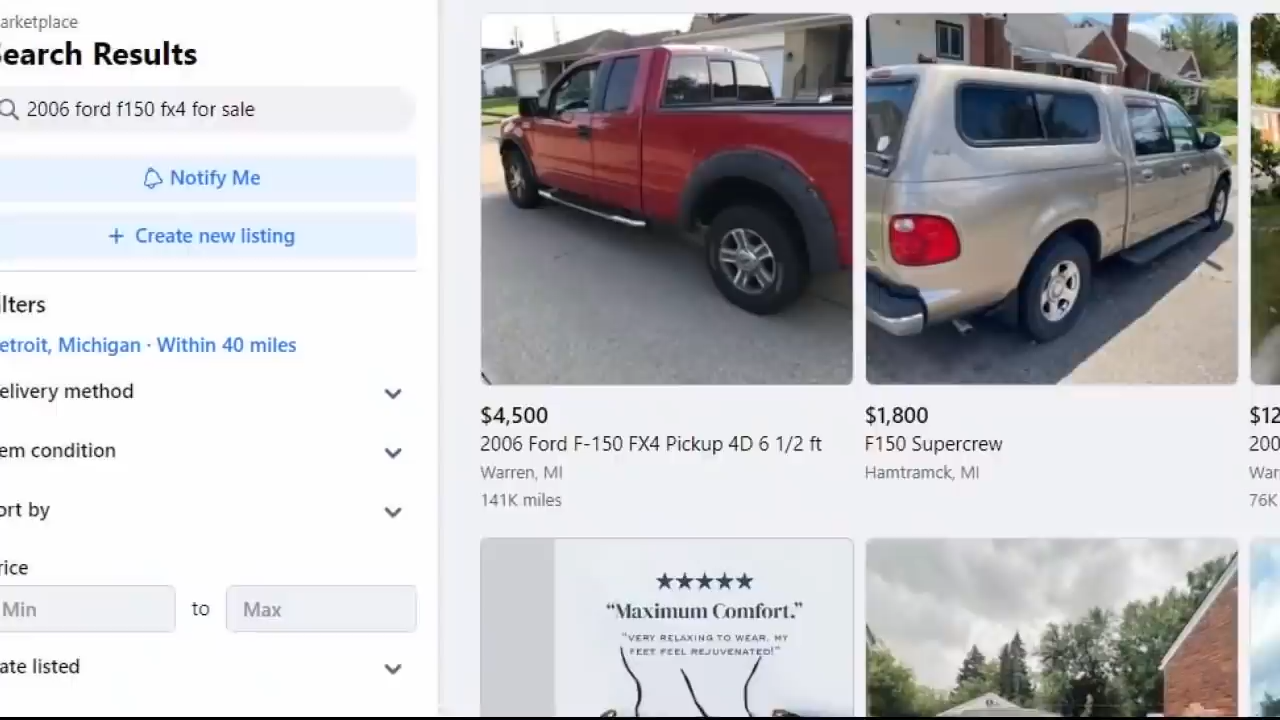 arketplace
earch Results
2006 ford f150 fx4 for sale
Notify Me
+ Create new listing
ilters
etroit, Michigan · Within 40 miles
elivery method
em condition
ort by
rice
Min to Max
ate listed
$4,500
2006 Ford F-150 FX4 Pickup 4D 6 1/2 ft
Warren, MI
141K miles
$1,800
F150 Supercrew
Hamtramck, MI
$12
200
War
76K
“Maximum Comfort.”
“VERY RELAXING TO WEAR. MY
FEET FEEL REJUVENATED!”